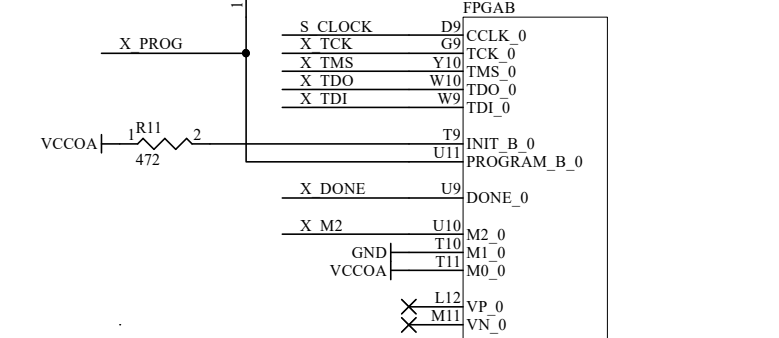 1
FPGAB
S_CLOCK D9 CCLK_0
X_PROG X_TCK G9 TCK_0
X_TMS Y10 TMS_0
X_TDO W10 TDO_0
X_TDI W9 TDI_0
VCCOA 1 R11 2 T9 INIT_B_0
472 U11 PROGRAM_B_0
X_DONE U9 DONE_0
X_M2 U10 M2_0
GND T10 M1_0
VCCOA T11 M0_0
L12 VP_0
M11 VN_0